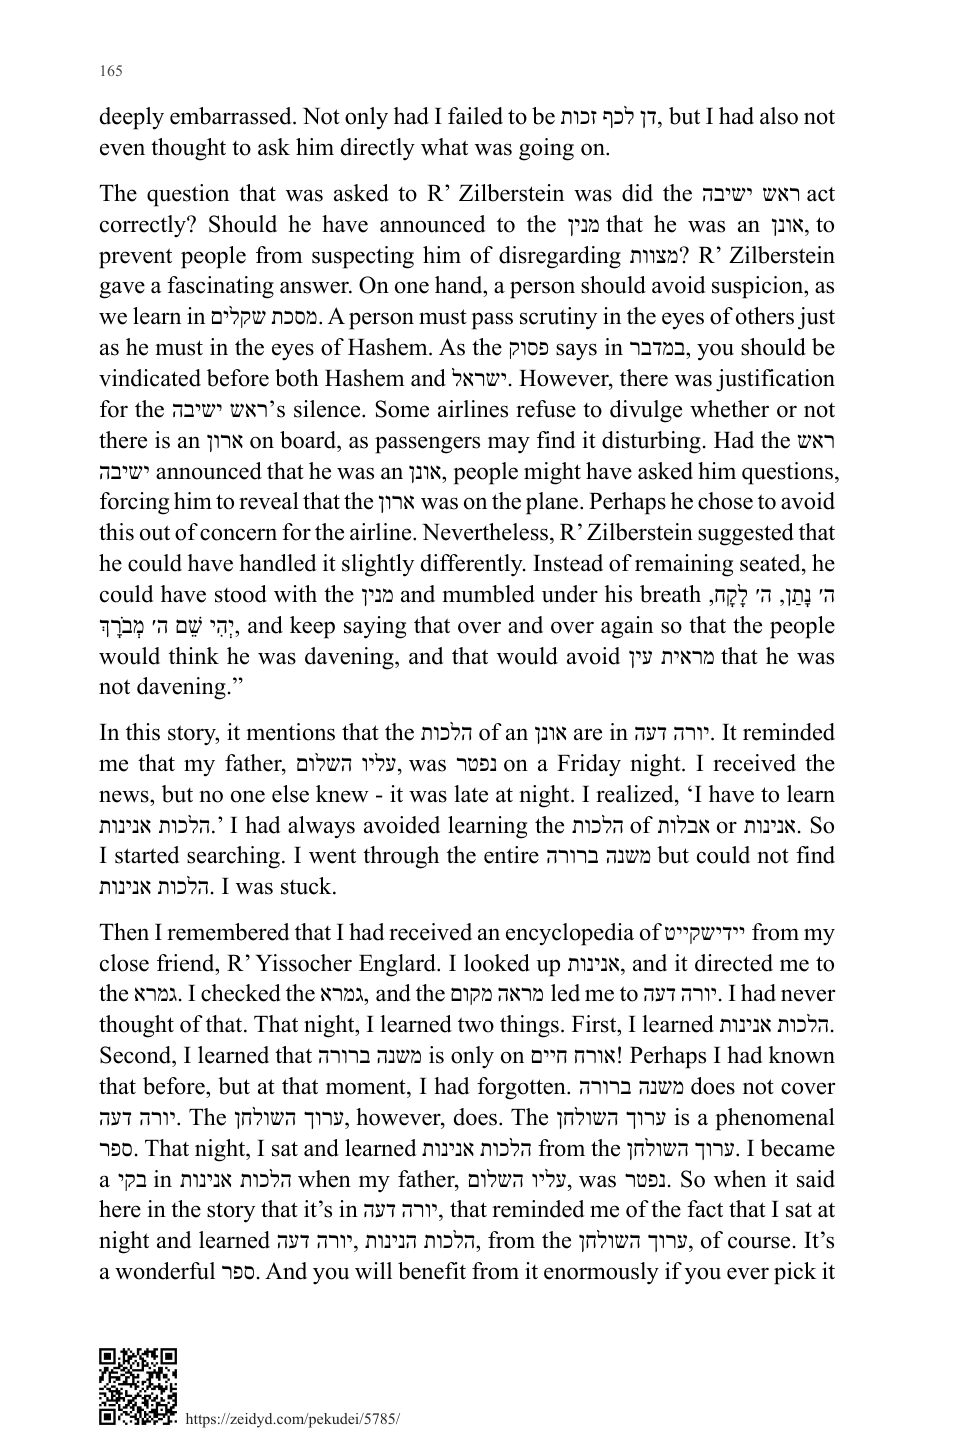 165
deeply embarrassed. Not only had I failed to be דן לכף זכות, but I had also not
even thought to ask him directly what was going on.
The question that was asked to R’ Zilberstein was did the ראש ישיבה act
correctly? Should he have announced to the מנין that he was an אונן, to
prevent people from suspecting him of disregarding מצוות? R’ Zilberstein
gave a fascinating answer. On one hand, a person should avoid suspicion, as
we learn in מסכת שקלים. A person must pass scrutiny in the eyes of others just
as he must in the eyes of Hashem. As the פסוק says in במדבר, you should be
vindicated before both Hashem and ישראל. However, there was justification
for the ראש ישיבה’s silence. Some airlines refuse to divulge whether or not
there is an ארון on board, as passengers may find it disturbing. Had the ראש
ישיבה announced that he was an אונן, people might have asked him questions,
forcing him to reveal that the ארון was on the plane. Perhaps he chose to avoid
this out of concern for the airline. Nevertheless, R’ Zilberstein suggested that
he could have handled it slightly differently. Instead of remaining seated, he
could have stood with the מנין and mumbled under his breath ה׳ נָתַן, ה׳ לָקָח,
יְהִי שֵׁם ה׳ מְבֹרָךְ, and keep saying that over and over again so that the people
would think he was davening, and that would avoid מראית עין that he was
not davening.”
In this story, it mentions that the הלכות of an אונן are in יורה דעה. It reminded
me that my father, עליו השלום, was נפטר on a Friday night. I received the
news, but no one else knew - it was late at night. I realized, ‘I have to learn
הלכות אנינות.’ I had always avoided learning the הלכות of אבלות or אנינות. So
I started searching. I went through the entire משנה ברורה but could not find
הלכות אנינות. I was stuck.
Then I remembered that I had received an encyclopedia of יידישקייט from my
close friend, R’ Yissocher Englard. I looked up אנינות, and it directed me to
the גמרא. I checked the גמרא, and the מראה מקום led me to יורה דעה. I had never
thought of that. That night, I learned two things. First, I learned הלכות אנינות.
Second, I learned that משנה ברורה is only on אורח חיים! Perhaps I had known
that before, but at that moment, I had forgotten. משנה ברורה does not cover
יורה דעה. The ערוך השולחן, however, does. The ערוך השולחן is a phenomenal
ספר. That night, I sat and learned הלכות אנינות from the ערוך השולחן. I became
a בקי in הלכות אנינות when my father, עליו השלום, was נפטר. So when it said
here in the story that it’s in יורה דעה, that reminded me of the fact that I sat at
night and learned יורה דעה, הלכות הנינות, from the ערוך השולחן, of course. It’s
a wonderful ספר. And you will benefit from it enormously if you ever pick it
https://zeidyd.com/pekudei/5785/